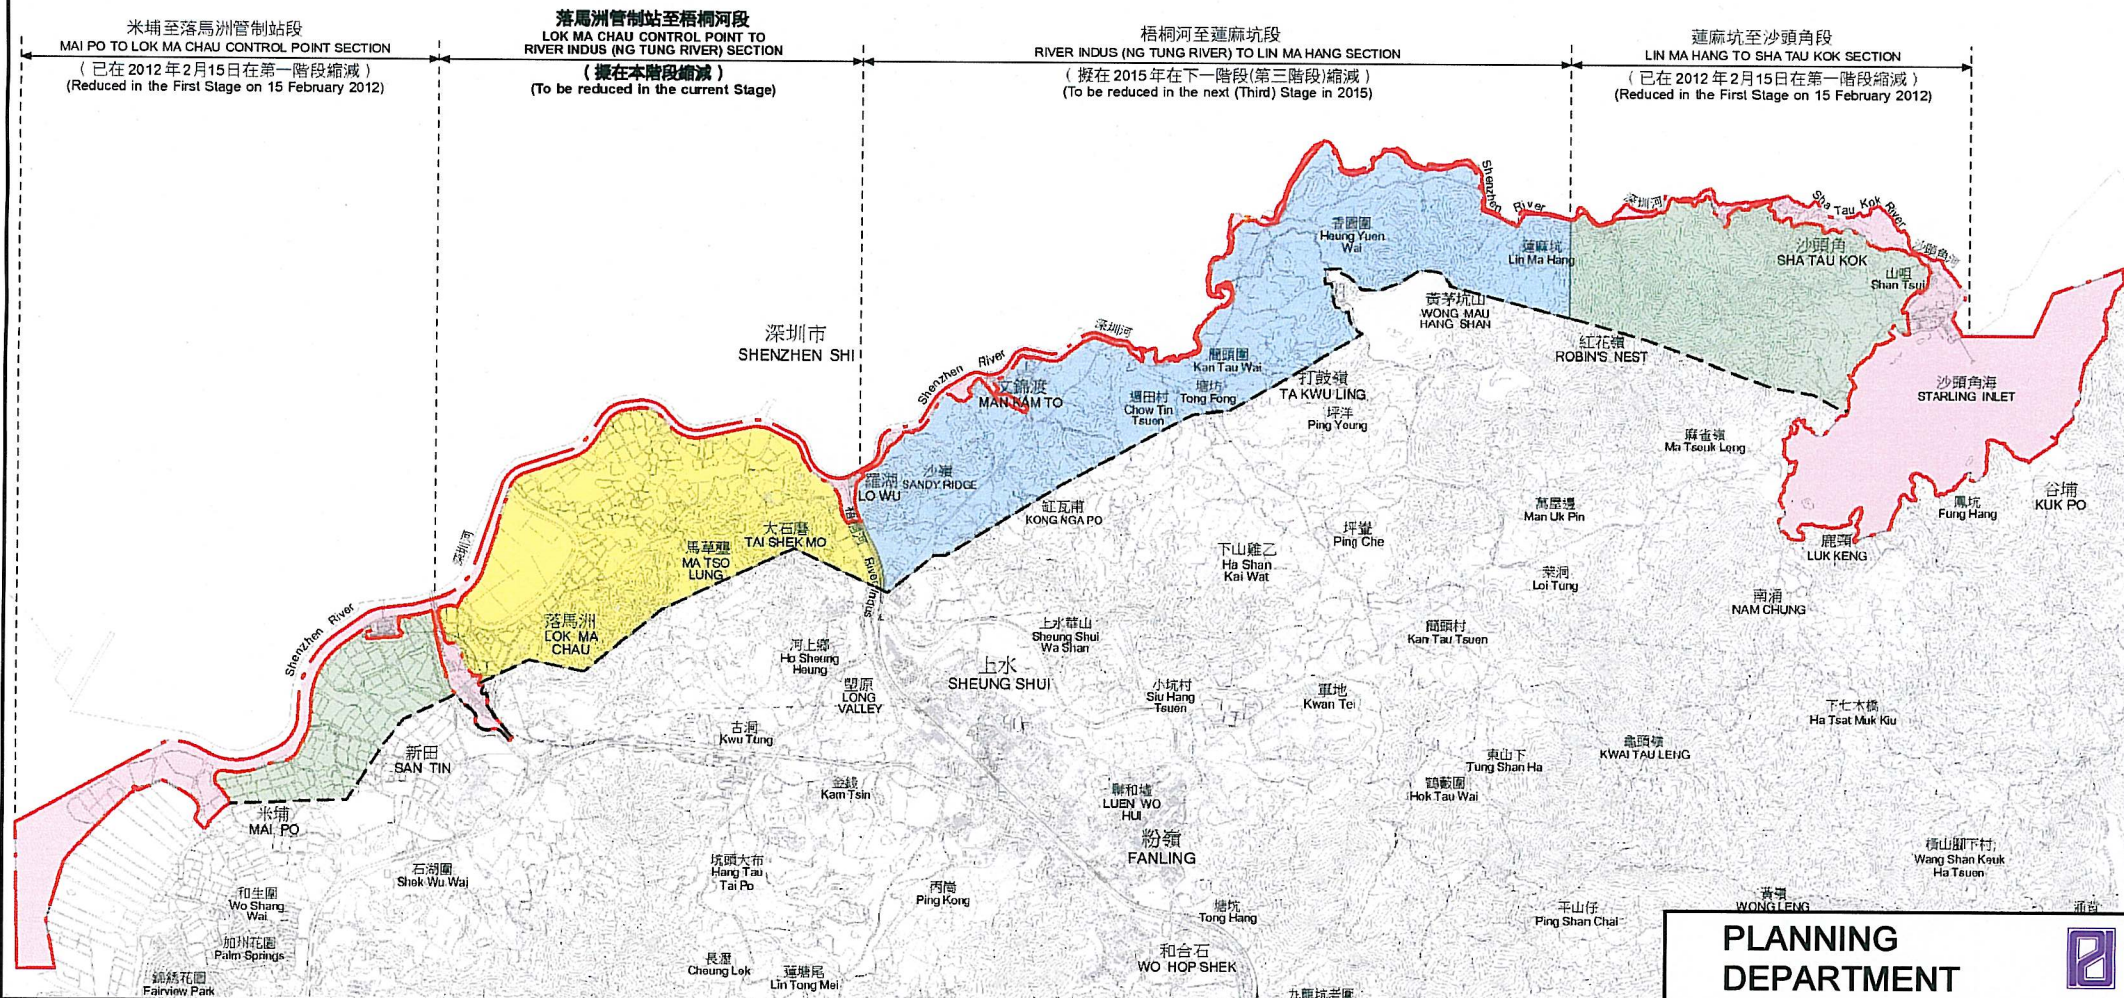 米埔至落馬洲管制站段
MAI PO TO LOK MA CHAU CONTROL POINT SECTION
（已在2012年2月15日在第一階段縮減）
(Reduced in the First Stage on 15 February 2012)
落馬洲管制站至梧桐河段
LOK MA CHAU CONTROL POINT TO
RIVER INDUS (NG TUNG RIVER) SECTION
（擬在本階段縮減）
(To be reduced in the current Stage)
梧桐河至蓮麻坑段
RIVER INDUS (NG TUNG RIVER) TO LIN MA HANG SECTION
（擬在2015年在下一階段(第三階段)縮減）
(To be reduced in the next (Third) Stage in 2015)
蓮麻坑至沙頭角段
LIN MA HANG TO SHA TAU KOK SECTION
（已在2012年2月15日在第一階段縮減）
(Reduced in the First Stage on 15 February 2012)
Shenzhen River
深圳河
Sha Tau Kok River
沙頭角河
香園圍
Heung Yuen
Wai
蓮麻坑
Lin Ma Hang
沙頭角
SHA TAU KOK
山咀
Shan Tsui
黃茅坑山
WONG MAU
HANG SHAN
深圳市
SHENZHEN SHI
深圳河
Shenzhen River
紅花嶺
ROBIN'S NEST
簡頭圍
Kan Tau Wai
文錦渡
MAN KAM TO
週田村
Chow Tin
Tsuen
塘坊
Tong Fong
打鼓嶺
TA KWU LING
坪洋
Ping Yeung
沙頭角海
STARLING INLET
麻雀嶺
Ma Tseuk Leng
羅湖
LO WU
沙嶺
SANDY RIDGE
缸瓦甫
KONG NGA PO
萬屋邊
Man Uk Pin
鳳坑
Fung Hang
谷埔
KUK PO
大石磨
TAI SHEK MO
馬草壟
MA TSO
LUNG
梧桐河
River Indus
下山雞乙
Ha Shan
Kai Wat
坪輋
Ping Che
鹿頸
LUK KENG
深圳河
萊洞
Loi Tung
南涌
NAM CHUNG
Shenzhen River
落馬洲
LOK MA
CHAU
河上鄉
Ho Sheung
Heung
上水華山
Sheung Shui
Wa Shan
簡頭村
Kan Tau Tsuen
上水
SHEUNG SHUI
塱原
LONG
VALLEY
小坑村
Siu Hang
Tsuen
軍地
Kwan Tei
下七木橋
Ha Tsat Muk Kiu
新田
SAN TIN
古洞
Kwu Tung
東山下
Tung Shan Ha
龜頭嶺
KWAI TAU LENG
金錢
Kam Tsin
聯和墟
LUEN WO
HUI
鶴藪圍
Hok Tau Wai
米埔
MAI PO
粉嶺
FANLING
橫山腳下村
Wang Shan Keuk
Ha Tsuen
石湖圍
Shek Wu Wai
坑頭大布
Hang Tau
Tai Po
丙崗
Ping Kong
和生圍
Wo Shang
Wai
塘坑
Tong Hang
平山仔
Ping Shan Chai
黃嶺
WONG LENG
加州花園
Palm Springs
和合石
WO HOP SHEK
長瀝
Cheung Lek
蓮塘尾
Lin Tong Mei
錦綉花園
Fairview Park
PLANNING
DEPARTMENT